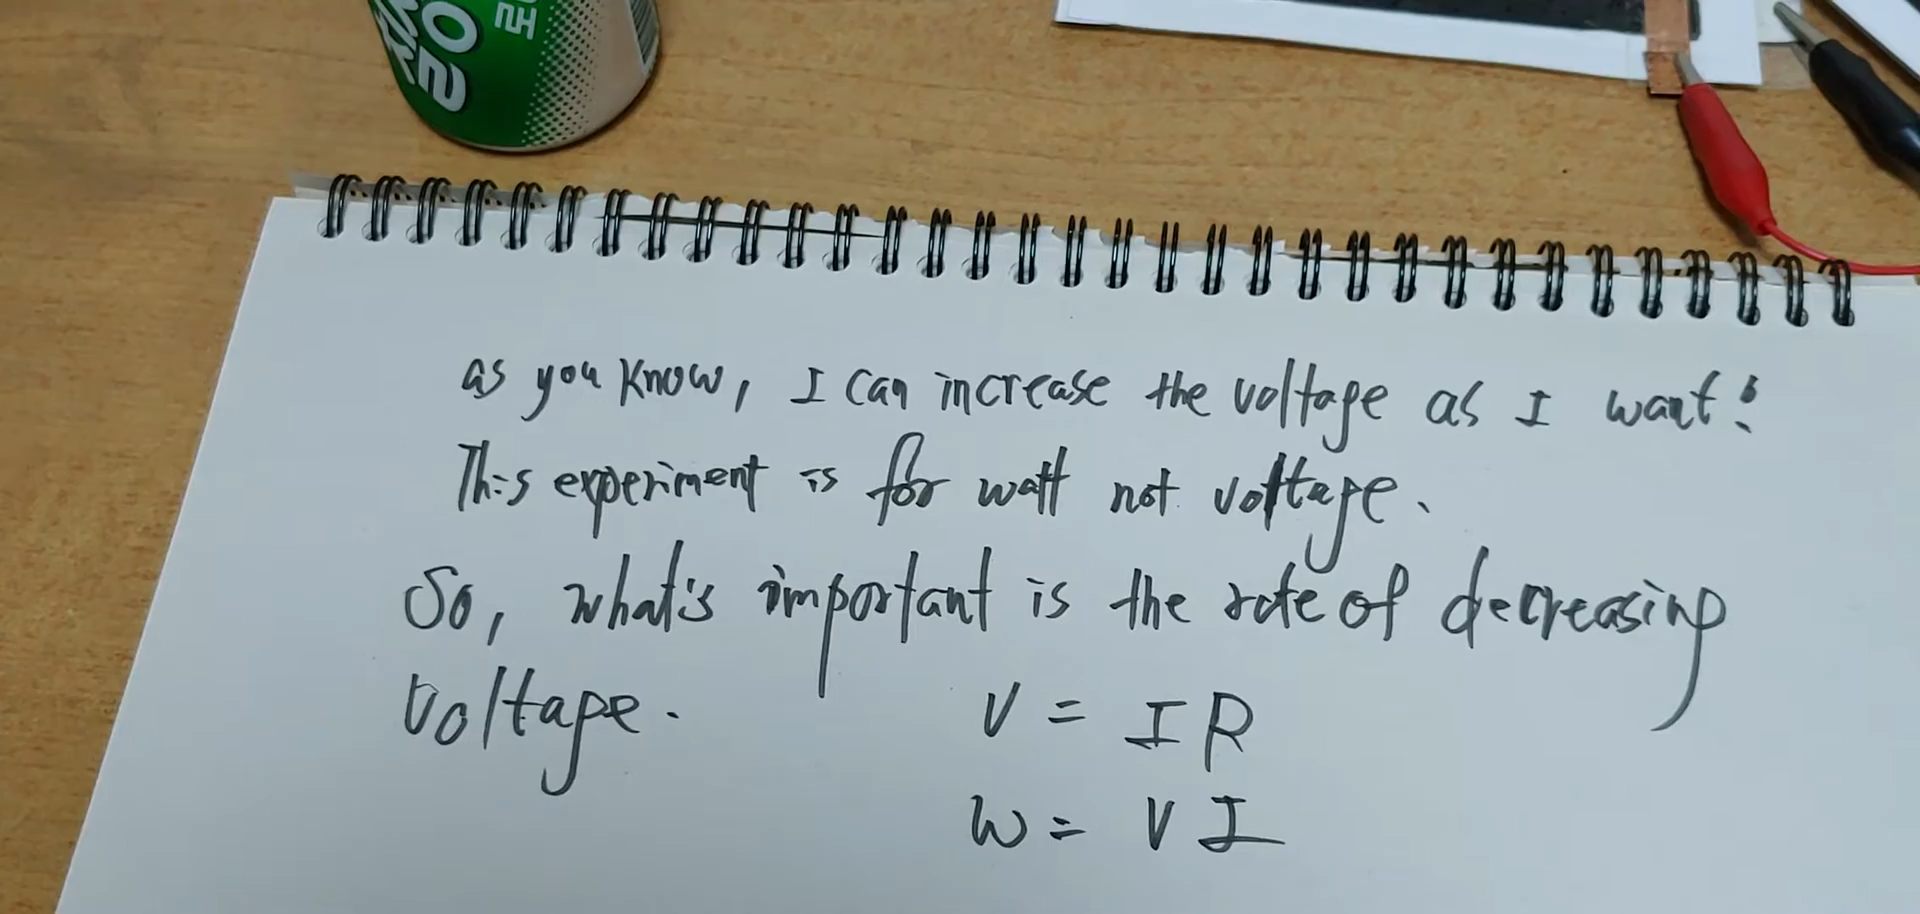 as you know, I can increase the voltage as I want!
This experiment is for watt not voltage.
So, what's important is the rate of decreasing
voltage.
V = IR
W = VI